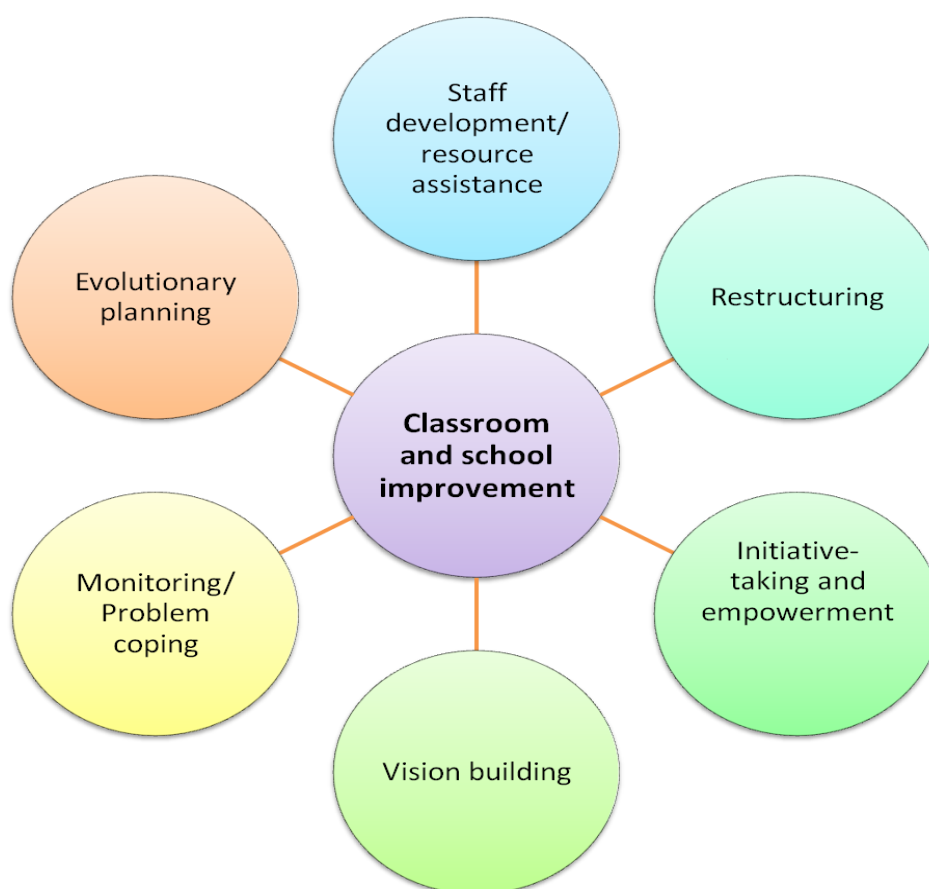 Staff
development/
resource
assistance
Evolutionary
planning
Restructuring
Classroom
and school
improvement
Monitoring/
Problem
coping
Initiative-
taking and
empowerment
Vision building